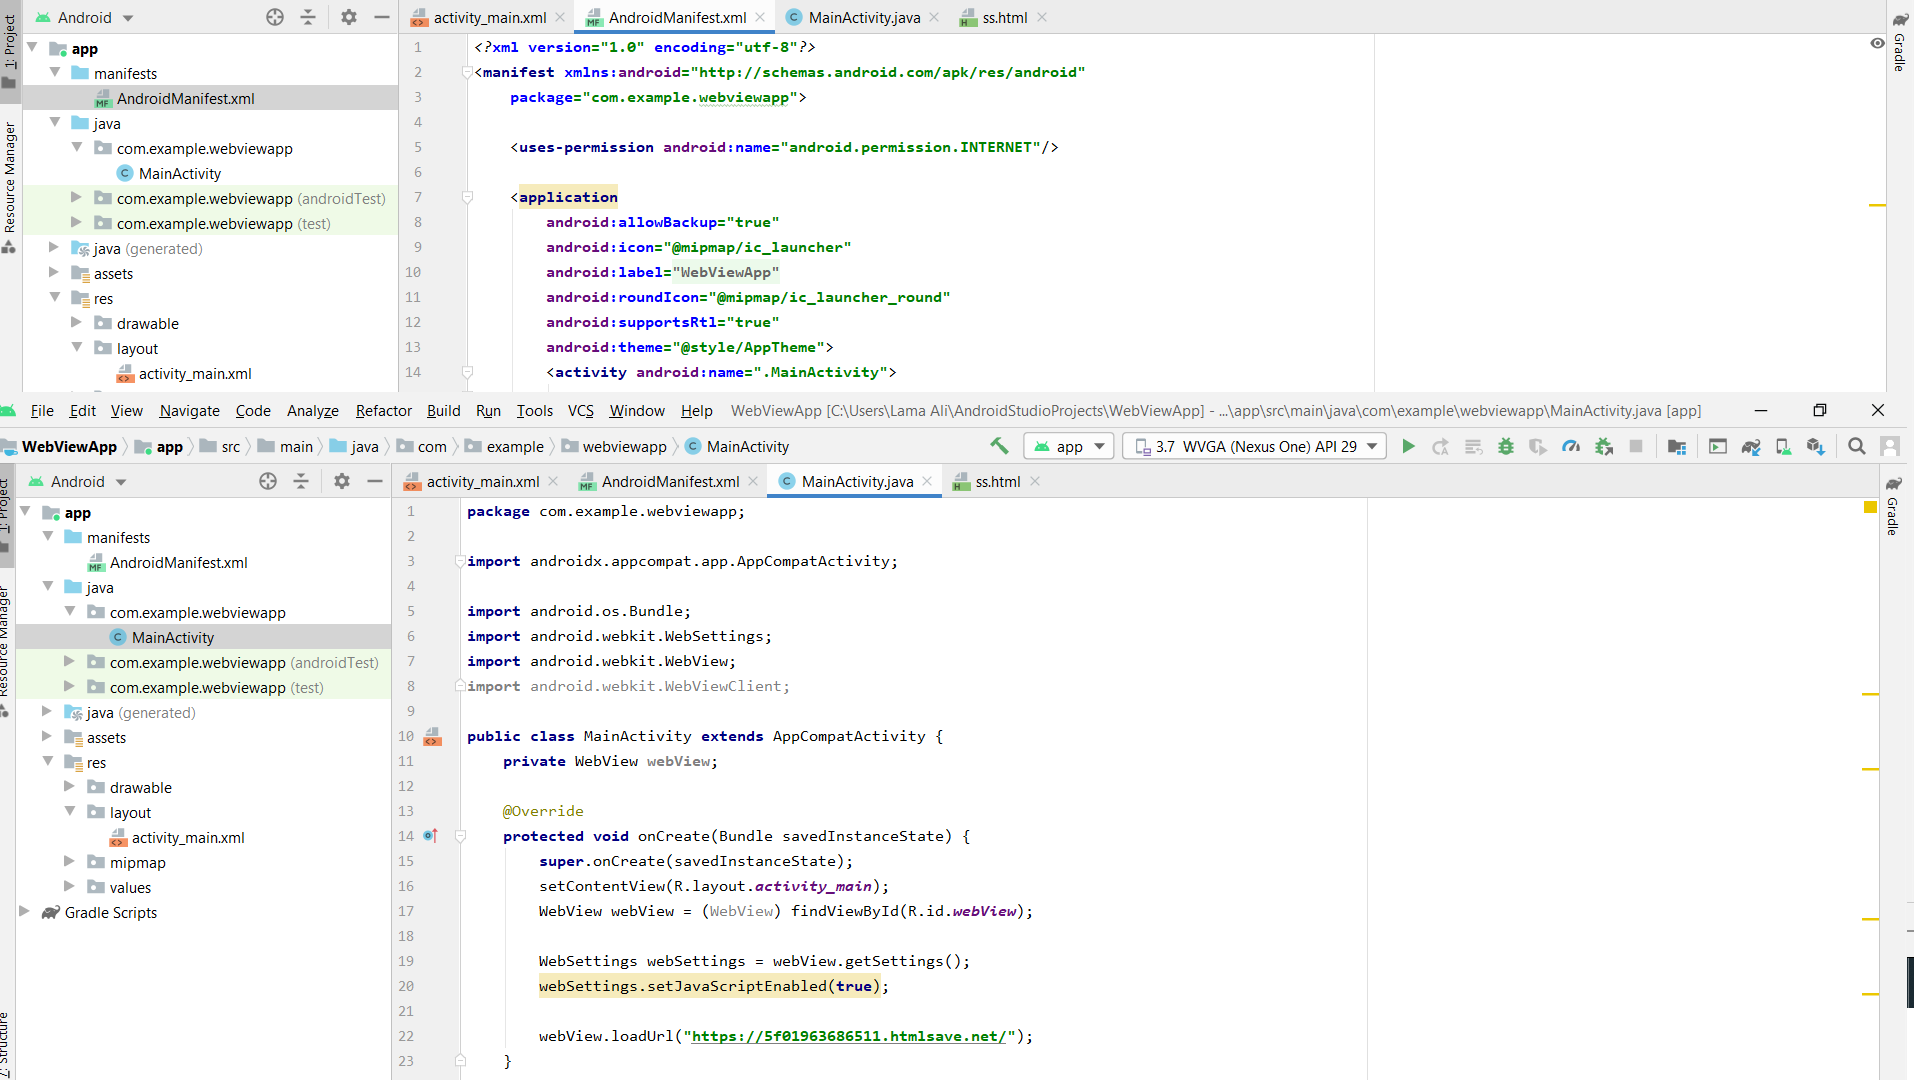 Android
activity_main.xml
AndroidManifest.xml
MainActivity.java
ss.html
1: Project
Resource Manager
Gradle
app
manifests
AndroidManifest.xml
java
com.example.webviewapp
MainActivity
com.example.webviewapp (androidTest)
com.example.webviewapp (test)
java (generated)
assets
res
drawable
layout
activity_main.xml
1 <?xml version="1.0" encoding="utf-8"?>
2 <manifest xmlns:android="http://schemas.android.com/apk/res/android"
3 package="com.example.webviewapp">
4
5 <uses-permission android:name="android.permission.INTERNET"/>
6
7 <application
8 android:allowBackup="true"
9 android:icon="@mipmap/ic_launcher"
10 android:label="WebViewApp"
11 android:roundIcon="@mipmap/ic_launcher_round"
12 android:supportsRtl="true"
13 android:theme="@style/AppTheme">
14 <activity android:name=".MainActivity">
File Edit View Navigate Code Analyze Refactor Build Run Tools VCS Window Help WebViewApp [C:\Users\Lama Ali\AndroidStudioProjects\WebViewApp] - ...\app\src\main\java\com\example\webviewapp\MainActivity.java [app]
WebViewApp app src main java com example webviewapp MainActivity app 3.7 WVGA (Nexus One) API 29
Android
activity_main.xml
AndroidManifest.xml
MainActivity.java
ss.html
1: Project
Resource Manager
Z: Structure
Gradle
app
manifests
AndroidManifest.xml
java
com.example.webviewapp
MainActivity
com.example.webviewapp (androidTest)
com.example.webviewapp (test)
java (generated)
assets
res
drawable
layout
activity_main.xml
mipmap
values
Gradle Scripts
1 package com.example.webviewapp;
2
3 import androidx.appcompat.app.AppCompatActivity;
4
5 import android.os.Bundle;
6 import android.webkit.WebSettings;
7 import android.webkit.WebView;
8 import android.webkit.WebViewClient;
9
10 public class MainActivity extends AppCompatActivity {
11 private WebView webView;
12
13 @Override
14 protected void onCreate(Bundle savedInstanceState) {
15 super.onCreate(savedInstanceState);
16 setContentView(R.layout.activity_main);
17 WebView webView = (WebView) findViewById(R.id.webView);
18
19 WebSettings webSettings = webView.getSettings();
20 webSettings.setJavaScriptEnabled(true);
21
22 webView.loadUrl("https://5f01963686511.htmlsave.net/");
23 }